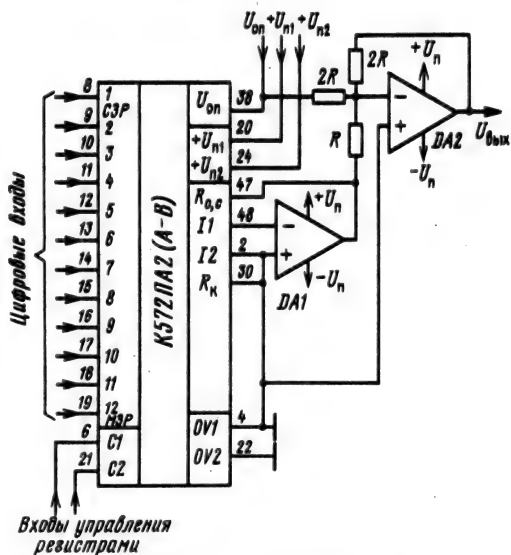 Uоп +Uп1 +Uп2
8 1 СЗР
9 2
10 3
11 4
12 5
13 6
14 7
15 8
16 9
17 10
18 11
19 12 МЗР
6 C1
21 C2
Цифровые входы
К572ПА2 (А-В)
Uоп 38
+Uп1 20
+Uп2 24
Rо,с 47
I1 48
I2 2
Rк 30
OV1 4
OV2 22
2R
2R
R
+Uп
-Uп
DA1
+Uп
-Uп
DA2
Uвых
Входы управления
регистрами